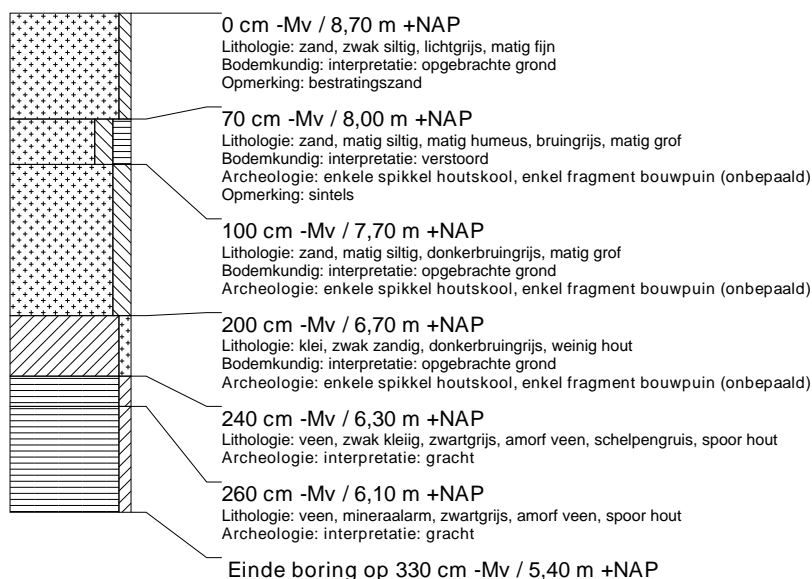 0 cm -Mv / 8,70 m +NAP
Lithologie: zand, zwak siltig, lichtgrijs, matig fijn
Bodemkundig: interpretatie: opgebrachte grond
Opmerking: bestratingszand
70 cm -Mv / 8,00 m +NAP
Lithologie: zand, matig siltig, matig humeus, bruingrijs, matig grof
Bodemkundig: interpretatie: verstoord
Archeologie: enkele spikkel houtskool, enkel fragment bouwpuin (onbepaald)
Opmerking: sintels
100 cm -Mv / 7,70 m +NAP
Lithologie: zand, matig siltig, donkerbruingrijs, matig grof
Bodemkundig: interpretatie: opgebrachte grond
Archeologie: enkele spikkel houtskool, enkel fragment bouwpuin (onbepaald)
200 cm -Mv / 6,70 m +NAP
Lithologie: klei, zwak zandig, donkerbruingrijs, weinig hout
Bodemkundig: interpretatie: opgebrachte grond
Archeologie: enkele spikkel houtskool, enkel fragment bouwpuin (onbepaald)
240 cm -Mv / 6,30 m +NAP
Lithologie: veen, zwak kleiig, zwartgrijs, amorf veen, schelpengruis, spoor hout
Archeologie: interpretatie: gracht
260 cm -Mv / 6,10 m +NAP
Lithologie: veen, mineraalarm, zwartgrijs, amorf veen, spoor hout
Archeologie: interpretatie: gracht
Einde boring op 330 cm -Mv / 5,40 m +NAP